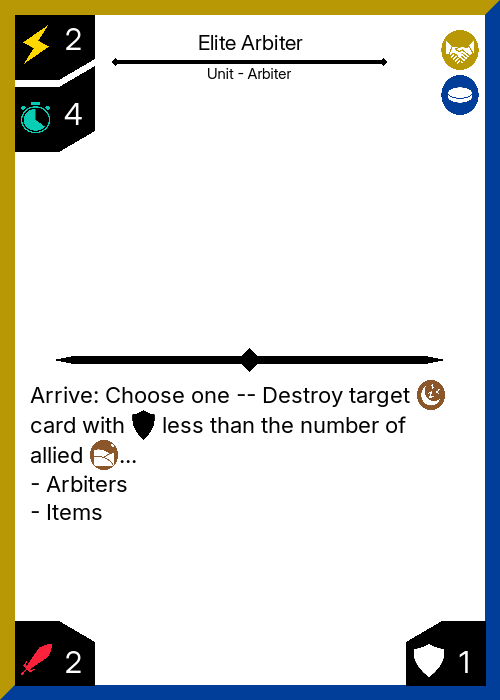 2
Elite Arbiter
Unit - Arbiter
4
Arrive: Choose one -- Destroy target
card with less than the number of
allied ...
- Arbiters
- Items
2
1